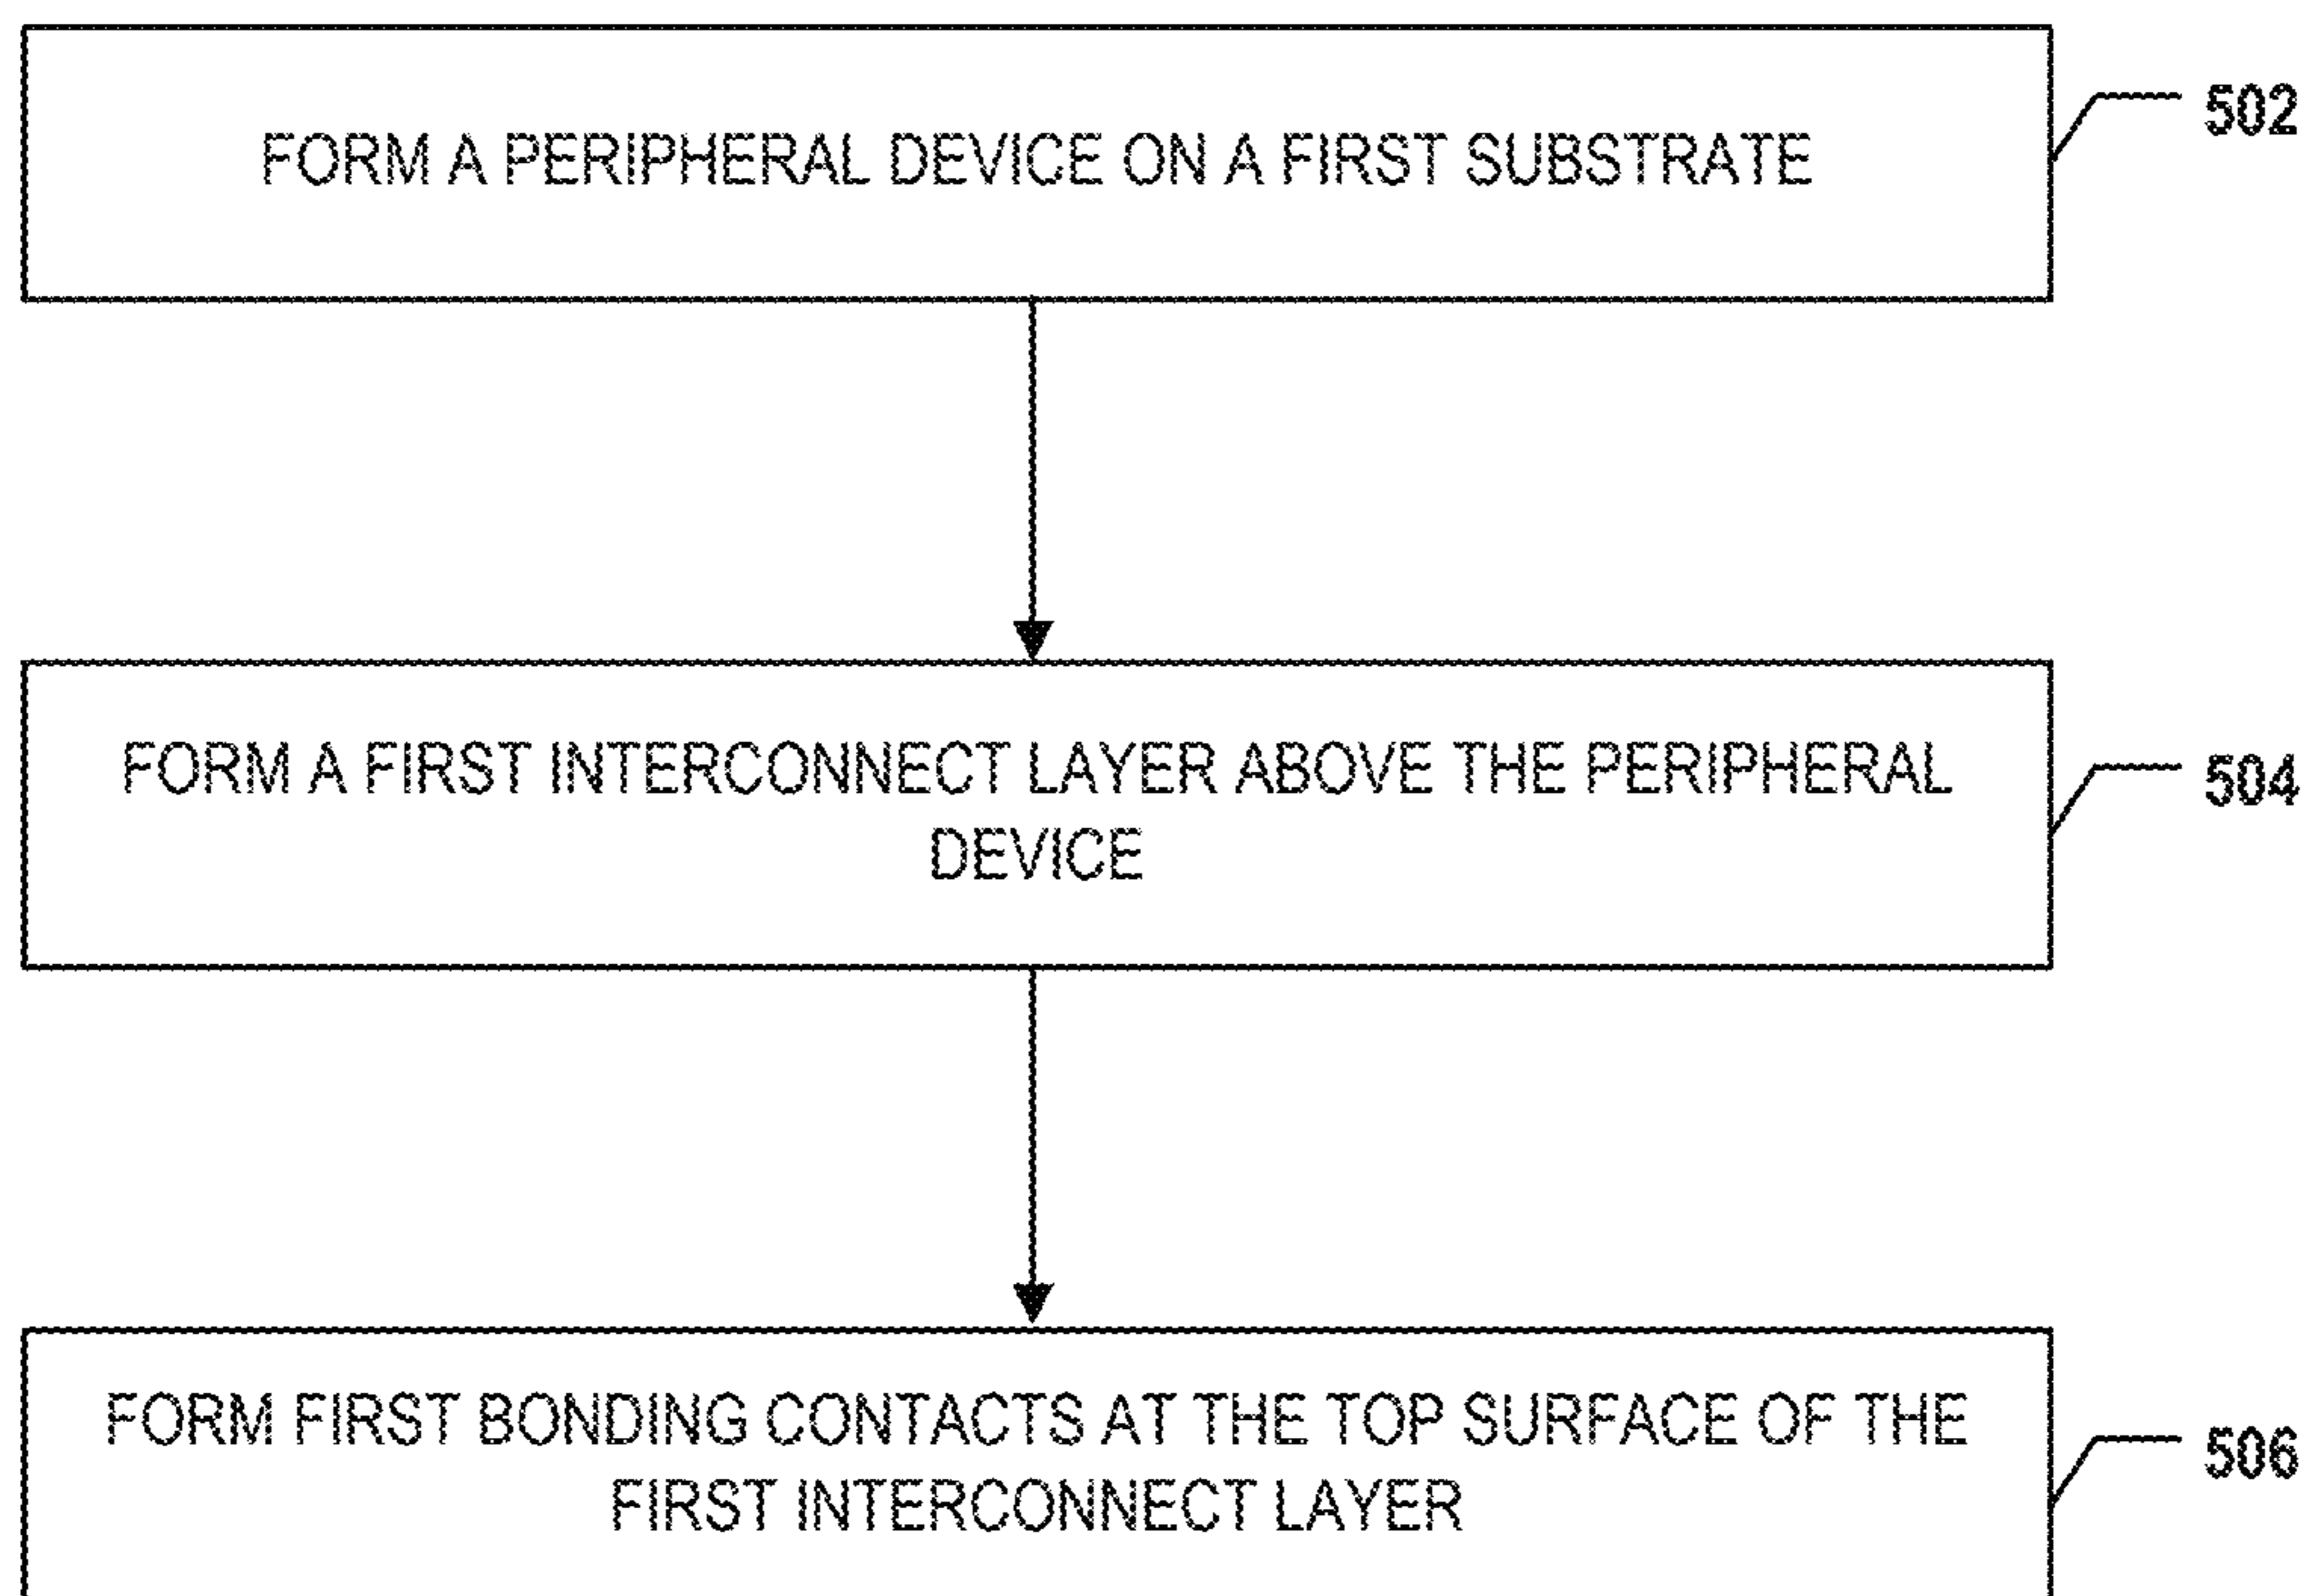 FORM A PERIPHERAL DEVICE ON A FIRST SUBSTRATE
502
FORM A FIRST INTERCONNECT LAYER ABOVE THE PERIPHERAL
DEVICE
504
FORM FIRST BONDING CONTACTS AT THE TOP SURFACE OF THE
FIRST INTERCONNECT LAYER
506